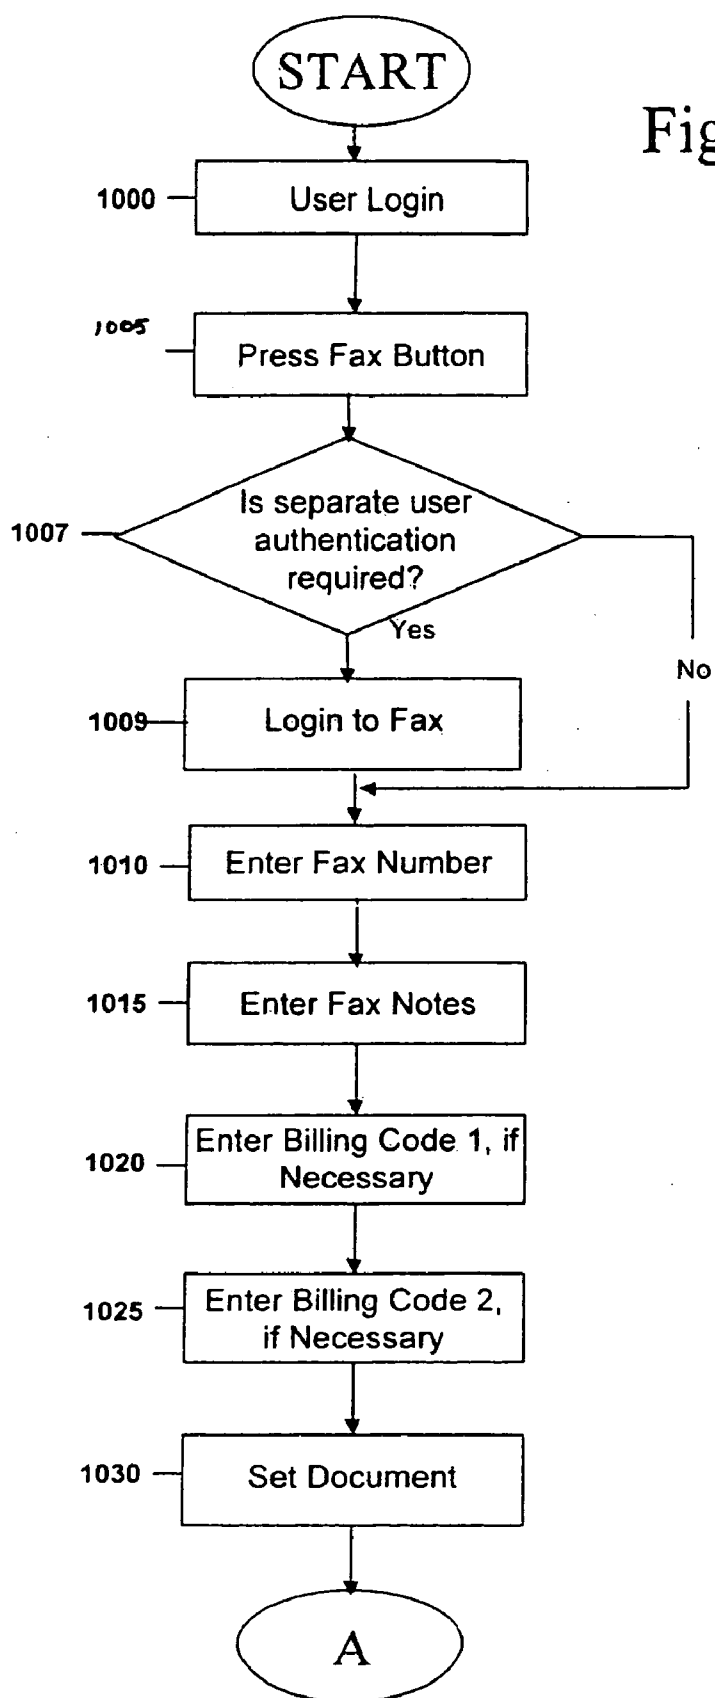 START
Fig
1000
User Login
1005
Press Fax Button
1007
Is separate user
authentication
required?
Yes
No
1009
Login to Fax
1010
Enter Fax Number
1015
Enter Fax Notes
1020
Enter Billing Code 1, if
Necessary
1025
Enter Billing Code 2,
if Necessary
1030
Set Document
A